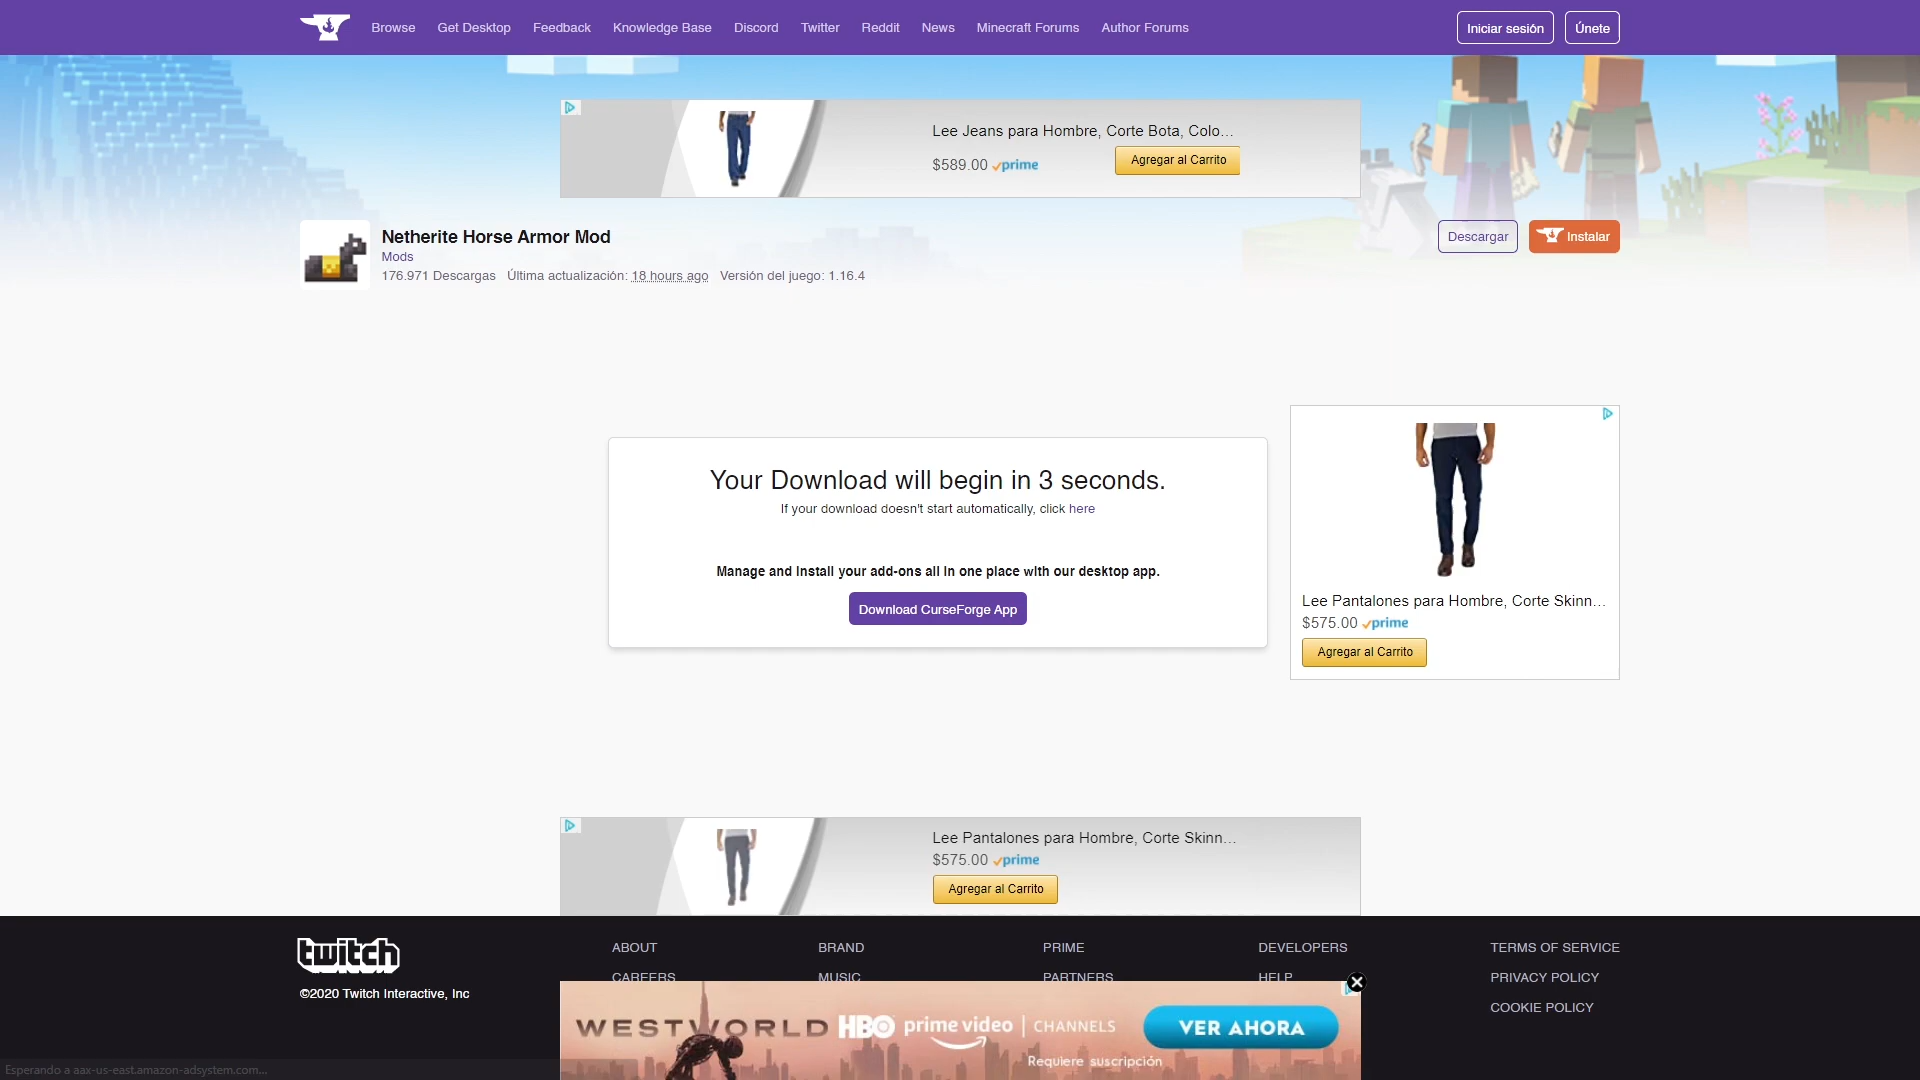 Browse Get Desktop Feedback Knowledge Base Discord Twitter Reddit News Minecraft Forums Author Forums Iniciar sesión Únete
Lee Jeans para Hombre, Corte Bota, Colo...
$589.00 prime Agregar al Carrito
Netherite Horse Armor Mod
Descargar Instalar
Mods
176.971 Descargas Última actualización: 18 hours ago Versión del juego: 1.16.4
Your Download will begin in 3 seconds.
If your download doesn't start automatically, click here
Manage and install your add-ons all in one place with our desktop app.
Download CurseForge App
Lee Pantalones para Hombre, Corte Skinn...
$575.00 prime
Agregar al Carrito
Lee Pantalones para Hombre, Corte Skinn...
$575.00 prime
Agregar al Carrito
twitch
©2020 Twitch Interactive, Inc
ABOUT BRAND PRIME DEVELOPERS TERMS OF SERVICE
CAREERS MUSIC PARTNERS HELP PRIVACY POLICY
COOKIE POLICY
WESTWORLD HBO prime video | CHANNELS VER AHORA
Requiere suscripción
Esperando a aax-us-east.amazon-adsystem.com...